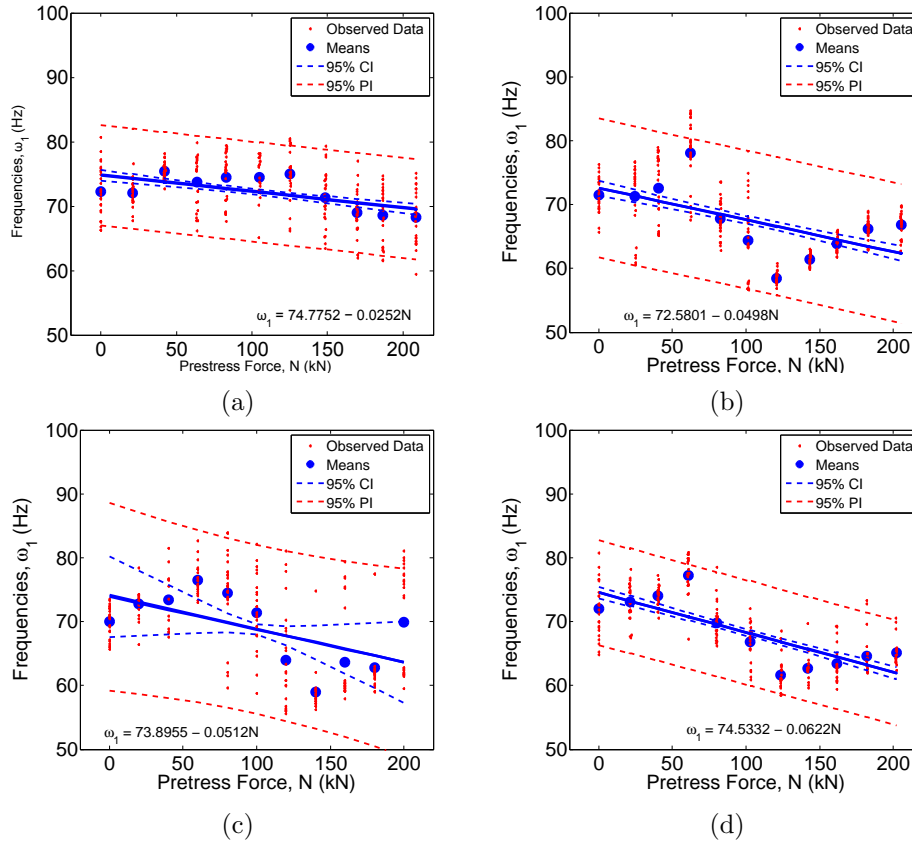 100
90
80
70
60
50
0 50 100 150 200
Frequencies, ω₁ (Hz)
Prestress Force, N (kN)
Observed Data
Means
95% CI
95% PI
ω₁ = 74.7752 − 0.0252N
(a)
100
90
80
70
60
50
0 50 100 150 200
Frequencies, ω₁ (Hz)
Pretress Force, N (kN)
Observed Data
Means
95% CI
95% PI
ω₁ = 72.5801 − 0.0498N
(b)
100
90
80
70
60
50
0 50 100 150 200
Frequencies, ω₁ (Hz)
Pretress Force, N (kN)
Observed Data
Means
95% CI
95% PI
ω₁ = 73.8955 − 0.0512N
(c)
100
90
80
70
60
50
0 50 100 150 200
Frequencies, ω₁ (Hz)
Pretress Force, N (kN)
Observed Data
Means
95% CI
95% PI
ω₁ = 74.5332 − 0.0622N
(d)